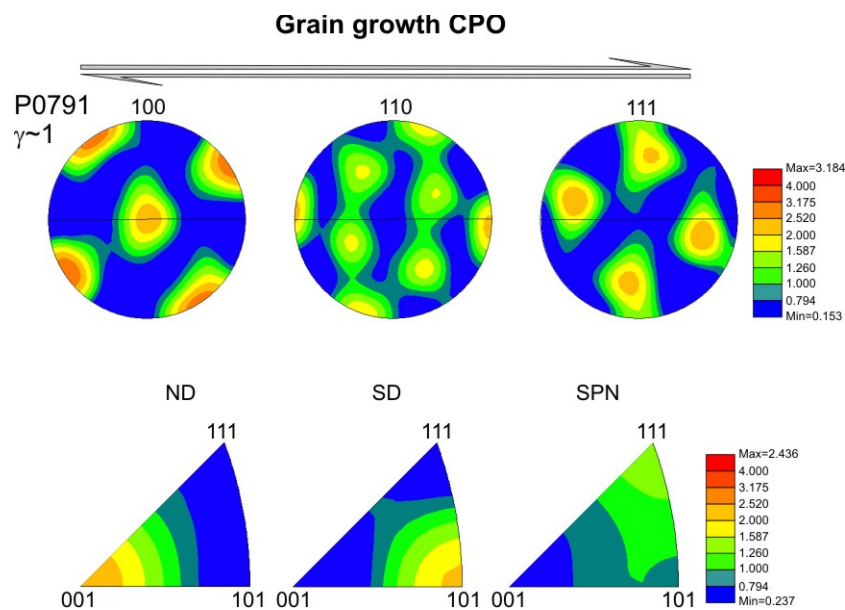 Grain growth CPO
P0791
γ~1
100
110
111
Max=3.184
4.000
3.175
2.520
2.000
1.587
1.260
1.000
0.794
Min=0.153
ND
SD
SPN
111
111
111
001
101
001
101
001
101
Max=2.436
4.000
3.175
2.520
2.000
1.587
1.260
1.000
0.794
Min=0.237